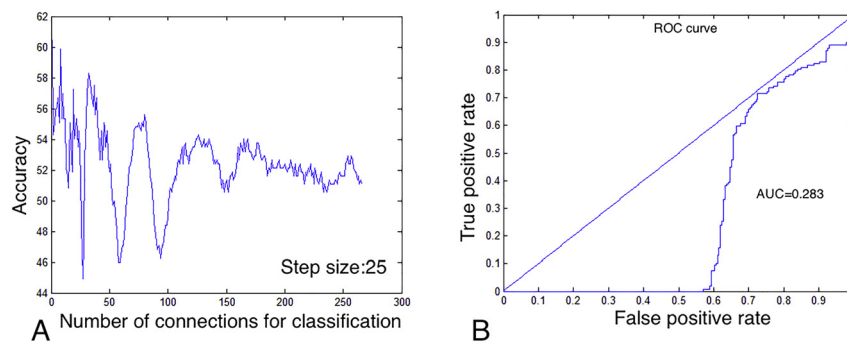 62
60
58
56
54
52
50
48
46
44
Accuracy
0 50 100 150 200 250 300
Step size:25
A Number of connections for classification
ROC curve
1
0.9
0.8
0.7
0.6
0.5
0.4
0.3
0.2
0.1
0
True positive rate
AUC=0.283
0 0.1 0.2 0.3 0.4 0.5 0.6 0.7 0.8 0.9
B False positive rate